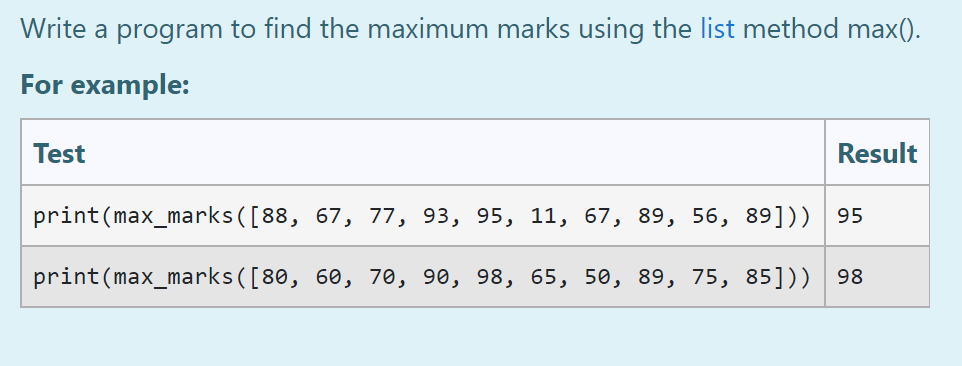 Write a program to find the maximum marks using the list method max().
For example:
Test Result
print(max_marks([88, 67, 77, 93, 95, 11, 67, 89, 56, 89])) 95
print(max_marks([80, 60, 70, 90, 98, 65, 50, 89, 75, 85])) 98